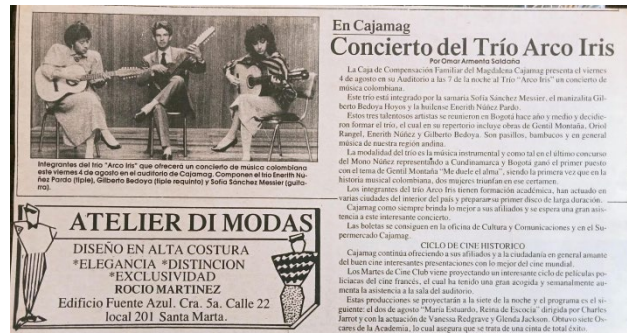 En Cajamag
Concierto del Trío Arco Iris
Por Omar Armenta Saldaña
La Caja de Compensación Familiar del Magdalena Cajamag presenta el viernes
4 de agosto en su Auditorio a las 7 de la noche al Trío "Arco Iris" en concierto de
música colombiana.
Este trío está integrado por la samaria Sofía Sánchez Messier, el manizalita Gil-
berto Bedoya Hoyos y la huilense Enerith Núñez Pardo.
Estos tres talentosos artistas se reunieron en Bogotá hace año y medio y decidie-
ron formar el trío, el cual en su repertorio incluye obras de Gentil Montaña, Oriol
Rangel, Enerith Núñez y Gilberto Bedoya. Son pasillos, bambucos y en general
música de nuestra región andina.
La modalidad del trío es la música instrumental y como tal en el último concurso
del Mono Núñez representando a Cundinamarca y Bogotá ganó el primer puesto
con el tema de Gentil Montaña "Me duele el alma", siendo la primera vez que en la
historia musical colombiana, dos mujeres triunfan en ese certamen.
Los integrantes del trío Arco Iris tienen formación académica, han actuado en
varias ciudades del interior del país y preparan su primer disco de larga duración.
Cajamag como siempre brinda lo mejor a sus afiliados y se espera una gran asis-
tencia a este interesante concierto.
Las boletas se consiguen en la oficina de Cultura y Comunicaciones y en el Su-
permercado Cajamag.
CICLO DE CINE HISTORICO
Cajamag continúa ofreciendo a sus afiliados y a la ciudadanía en general amante
del buen cine interesantes presentaciones con lo mejor del cine mundial.
Los Martes de Cine Club viene proyectando un interesante ciclo de películas po-
liciacas del cine francés, el cual ha tenido una gran acogida y semanalmente au-
menta la asistencia a la sala del auditorio.
Estas producciones se proyectarán a la siete de la noche y el programa es el si-
guiente: el dos de agosto "María Estuardo, Reina de Escocia" dirigida por Charles
Jarrot y con la actuación de Vanessa Redgrave y Glenda Jackson. Obtuvo siete Os-
cares de la Academia, lo cual asegura que se trata de una cinta de total éxito.
Integrantes del trío "Arco Iris" que ofrecerá un concierto de música colombiana
este viernes 4 de agosto en el auditorio de Cajamag. Componen el trío Enerith Nú-
ñez Pardo (tiple), Gilberto Bedoya (tiple requinto) y Sofía Sánchez Messier (guita-
rra).
ATELIER DI MODAS
DISEÑO EN ALTA COSTURA
*ELEGANCIA *DISTINCION
*EXCLUSIVIDAD
ROCIO MARTINEZ
Edificio Fuente Azul. Cra. 5a. Calle 22
local 201 Santa Marta.